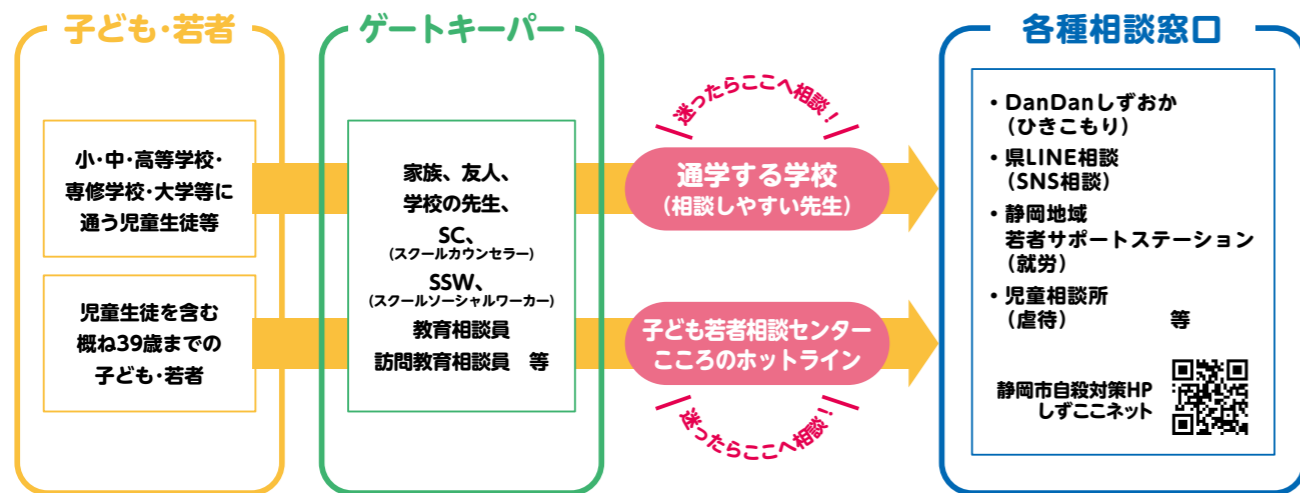 子ども・若者
小・中・高等学校・
専修学校・大学等に
通う児童生徒等
児童生徒を含む
概ね39歳までの
子ども・若者
ゲートキーパー
家族、友人、
学校の先生、
SC、
(スクールカウンセラー)
SSW、
(スクールソーシャルワーカー)
教育相談員
訪問教育相談員　等
迷ったらここへ相談！
通学する学校
（相談しやすい先生）
子ども若者相談センター
こころのホットライン
迷ったらここへ相談！
各種相談窓口
・DanDanしずおか
（ひきこもり）
・県LINE相談
（SNS相談）
・静岡地域
若者サポートステーション
（就労）
・児童相談所
（虐待）　等
静岡市自殺対策HP
しずここネット